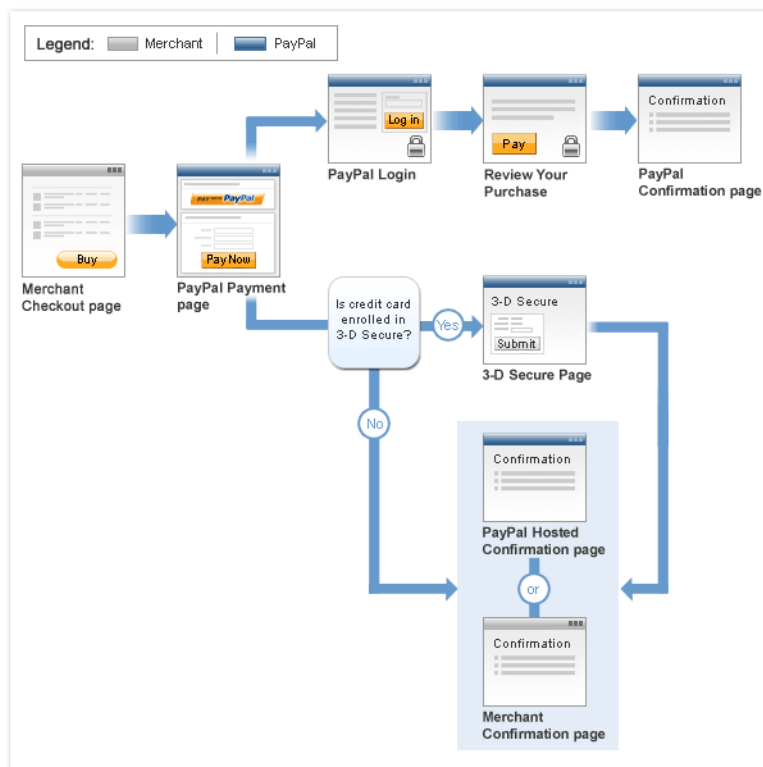 Legend:
Merchant
PayPal
Log in
PayPal Login
Pay
Review Your
Purchase
Confirmation
PayPal
Confirmation page
Buy
Merchant
Checkout page
PAY WITH PayPal
Pay Now
PayPal Payment
page
Is credit card
enrolled in
3-D Secure?
Yes
3-D Secure
Submit
3-D Secure Page
No
Confirmation
PayPal Hosted
Confirmation page
or
Confirmation
Merchant
Confirmation page